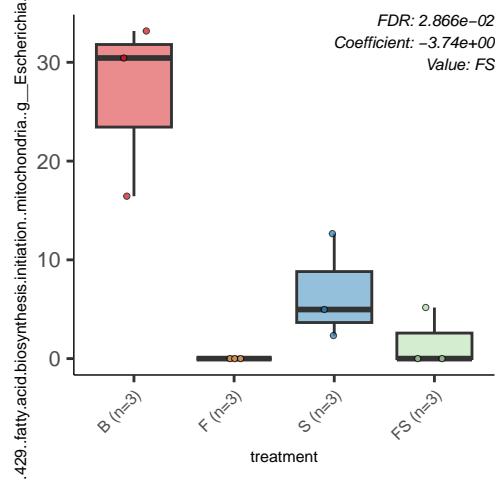 FDR: 2.866e−02
Coefficient: −3.74e+00
Value: FS
.429..fatty.acid.biosynthesis.initiation..mitochondria..g__Escherichia.
30
20
10
0
B (n=3)
F (n=3)
S (n=3)
FS (n=3)
treatment